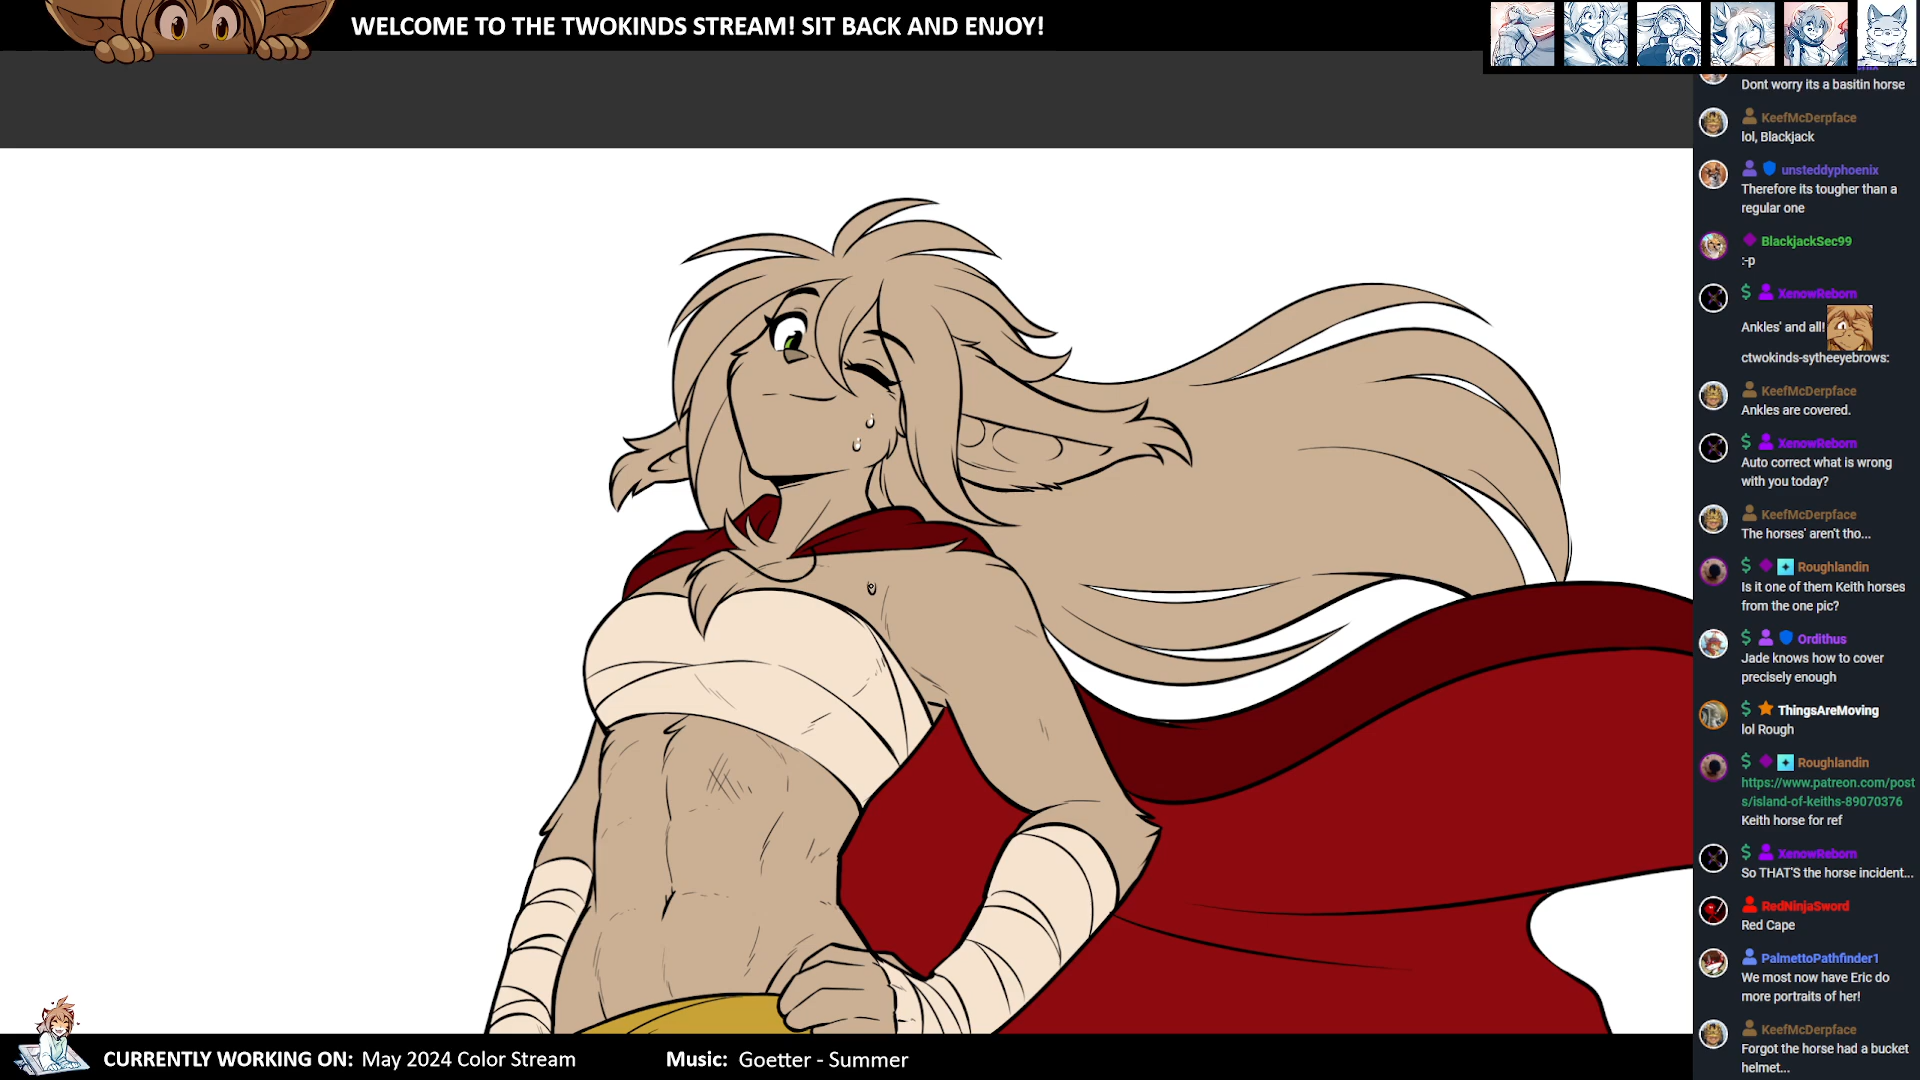 WELCOME TO THE TWOKINDS STREAM! SIT BACK AND ENJOY!
Dont worry its a basitin horse
KeefMcDerpface
lol, Blackjack
unsteddyphoenix
Therefore its tougher than a
regular one
BlackjackSec99
:-p
XenowReborn
Ankles' and all!
ctwokinds-sytheeyebrows:
KeefMcDerpface
Ankles are covered.
XenowReborn
Auto correct what is wrong
with you today?
KeefMcDerpface
The horses' aren't tho...
Roughlandin
Is it one of them Keith horses
from the one pic?
Ordithus
Jade knows how to cover
precisely enough
ThingsAreMoving
lol Rough
Roughlandin
https://www.patreon.com/post
s/island-of-keiths-89070376
Keith horse for ref
XenowReborn
So THAT'S the horse incident...
RedNinjaSword
Red Cape
PalmettoPathfinder1
We most now have Eric do
more portraits of her!
KeefMcDerpface
Forgot the horse had a bucket
helmet...
CURRENTLY WORKING ON: May 2024 Color Stream
Music: Goetter - Summer